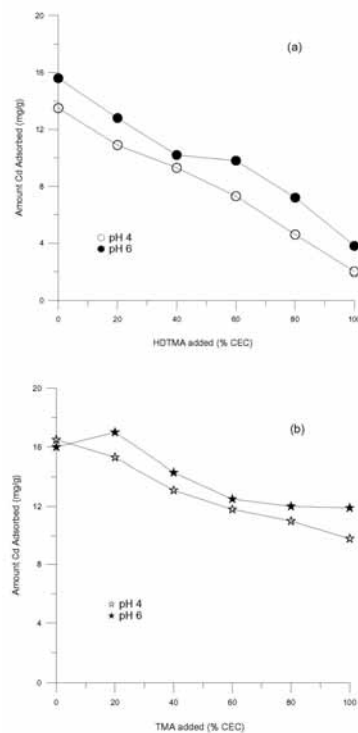 20
(a)
16
12
8
4
0
Amount Cd Adsorbed (mg/g)
pH 4
pH 6
0 20 40 60 80 100
HDTMA added (% CEC)
20
(b)
16
12
8
4
0
Amount Cd Adsorbed (mg/g)
pH 4
pH 6
0 20 40 60 80 100
TMA added (% CEC)